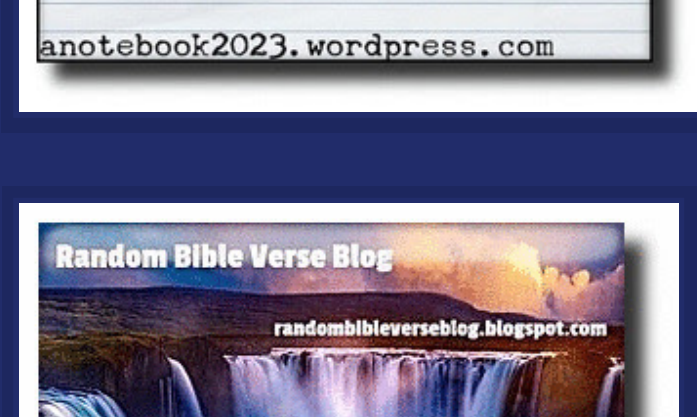 anotebook2023.wordpress.com
Random Bible Verse Blog
randombibleverseblog.blogspot.com